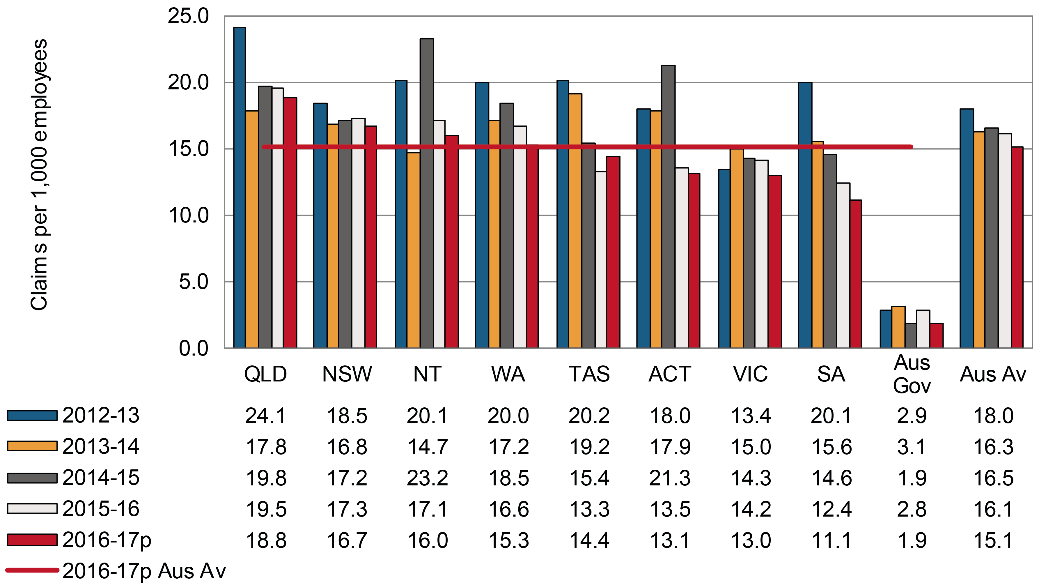 25.0
20.0
15.0
10.0
5.0
0.0
Claims per 1,000 employees
QLD NSW NT WA TAS ACT VIC SA Aus Gov Aus Av
2012-13 24.1 18.5 20.1 20.0 20.2 18.0 13.4 20.1 2.9 18.0
2013-14 17.8 16.8 14.7 17.2 19.2 17.9 15.0 15.6 3.1 16.3
2014-15 19.8 17.2 23.2 18.5 15.4 21.3 14.3 14.6 1.9 16.5
2015-16 19.5 17.3 17.1 16.6 13.3 13.5 14.2 12.4 2.8 16.1
2016-17p 18.8 16.7 16.0 15.3 14.4 13.1 13.0 11.1 1.9 15.1
2016-17p Aus Av